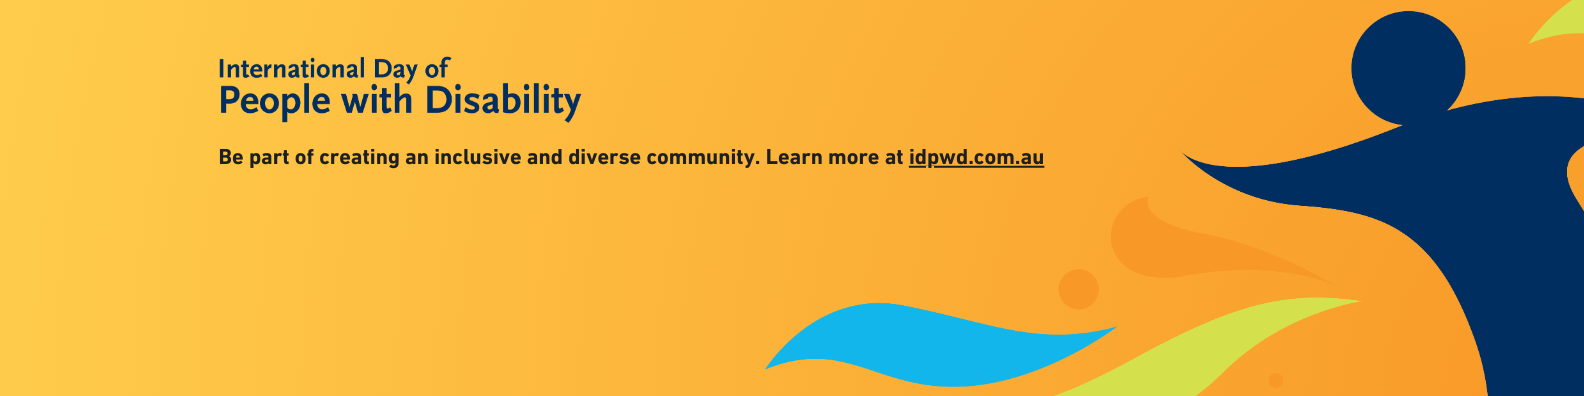 International Day of
People with Disability
Be part of creating an inclusive and diverse community. Learn more at idpwd.com.au